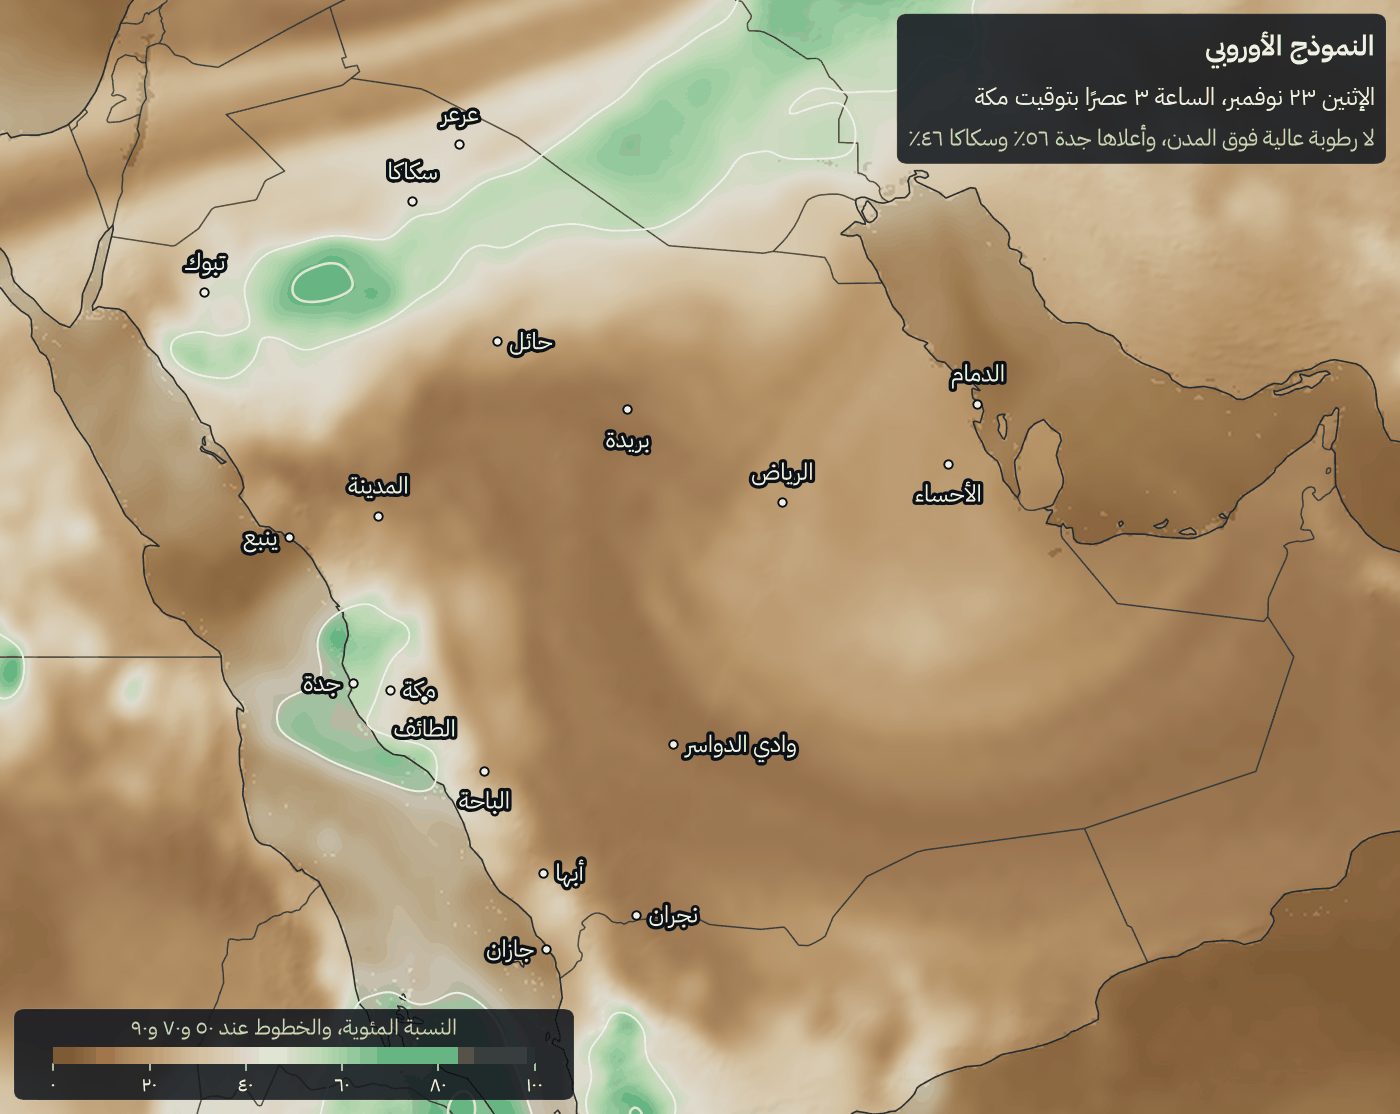 النموذج الأوروبي
الإثنين ٢٣ نوفمبر، الساعة ٣ عصرًا بتوقيت مكة
لا رطوبة عالية فوق المدن، وأعلاها جدة ٥٦٪ وسكاكا ٤٦٪
عرعر
سكاكا
تبوك
حائل
الدمام
بريدة
الرياض
الأحساء
المدينة
ينبع
جدة
مكة
الطائف
وادي الدواسر
الباحة
أبها
نجران
جازان
النسبة المئوية، والخطوط عند ٥٠ و٧٠ و٩٠
٠ ٢٠ ٤٠ ٦٠ ٨٠ ١٠٠